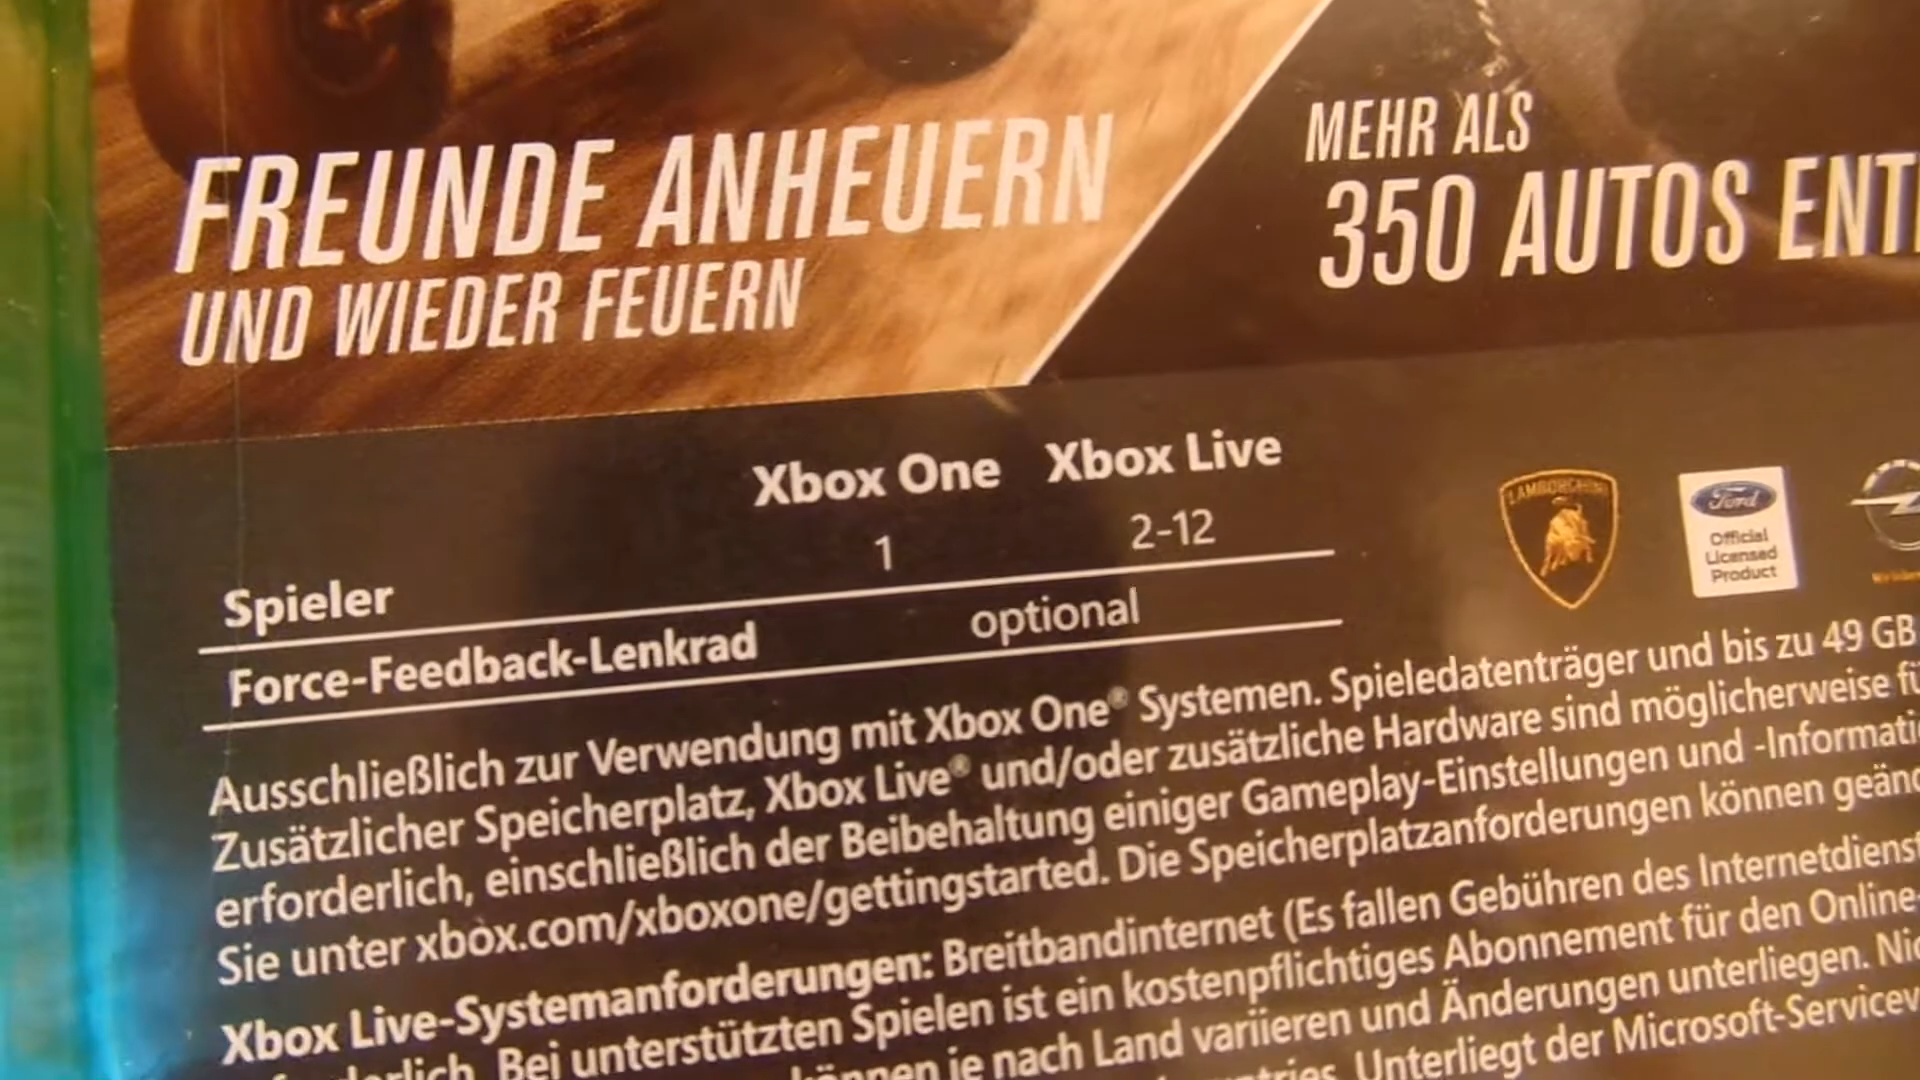 FREUNDE ANHEUERN
UND WIEDER FEUERN
MEHR ALS
350 AUTOS
Xbox One Xbox Live
Spieler 1 2-12
Force-Feedback-Lenkrad optional
LAMBORGHINI
Ford
Official
Licensed
Product
Ausschließlich zur Verwendung mit Xbox One® Systemen. Spieledatenträger und bis zu 49 GB
Zusätzlicher Speicherplatz, Xbox Live® und/oder zusätzliche Hardware sind möglicherweise
erforderlich, einschließlich der Beibehaltung einiger Gameplay-Einstellungen und
Sie unter xbox.com/xboxone/gettingstarted. Die Speicherplatzanforderungen können
Xbox Live-Systemanforderungen: Breitbandinternet (Es fallen Gebühren des
Bei unterstützten Spielen ist ein kostenpflichtiges Abonnement für den Online-
je nach Land variieren und Änderungen unterliegen.
Unterliegt der